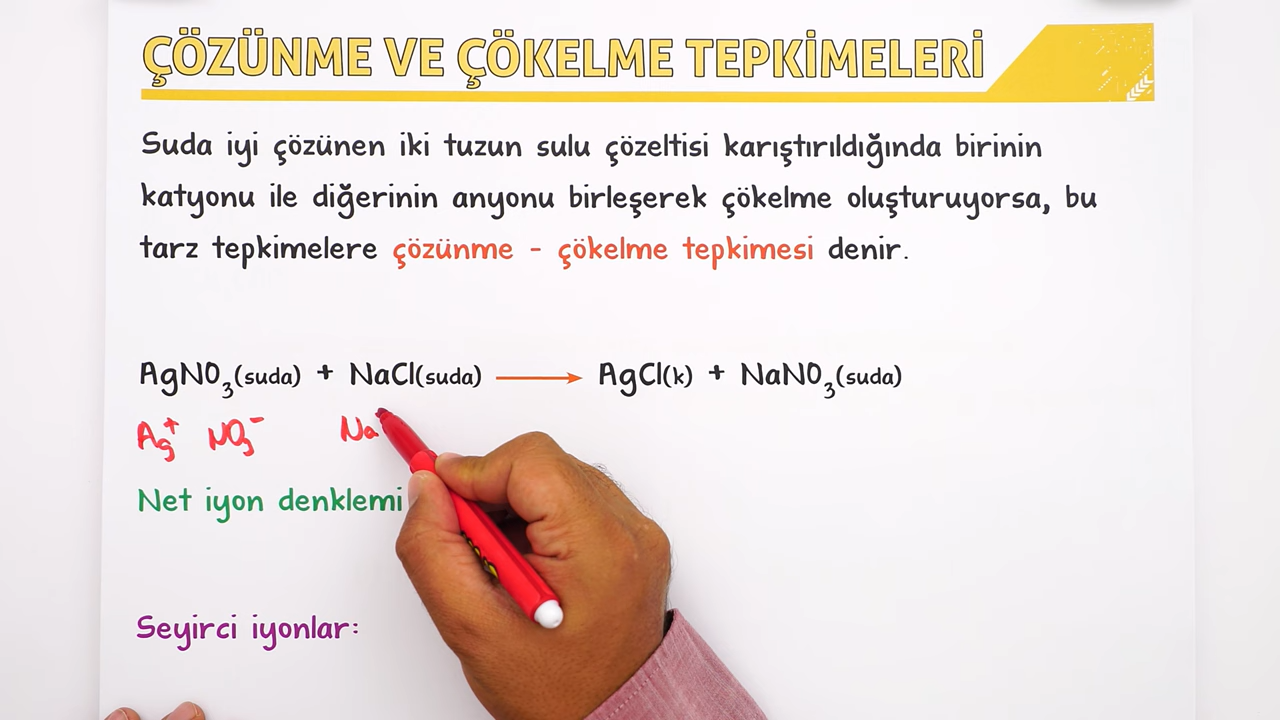 ÇÖZÜNME VE ÇÖKELME TEPKİMELERİ
Suda iyi çözünen iki tuzun sulu çözeltisi karıştırıldığında birinin
katyonu ile diğerinin anyonu birleşerek çökelme oluşturuyorsa, bu
tarz tepkimelere çözünme - çökelme tepkimesi denir.
AgNO₃(suda) + NaCl(suda) ⟶ AgCl(k) + NaNO₃(suda)
Ag⁺ NO₃⁻ Na
Net iyon denklemi
Seyirci iyonlar: